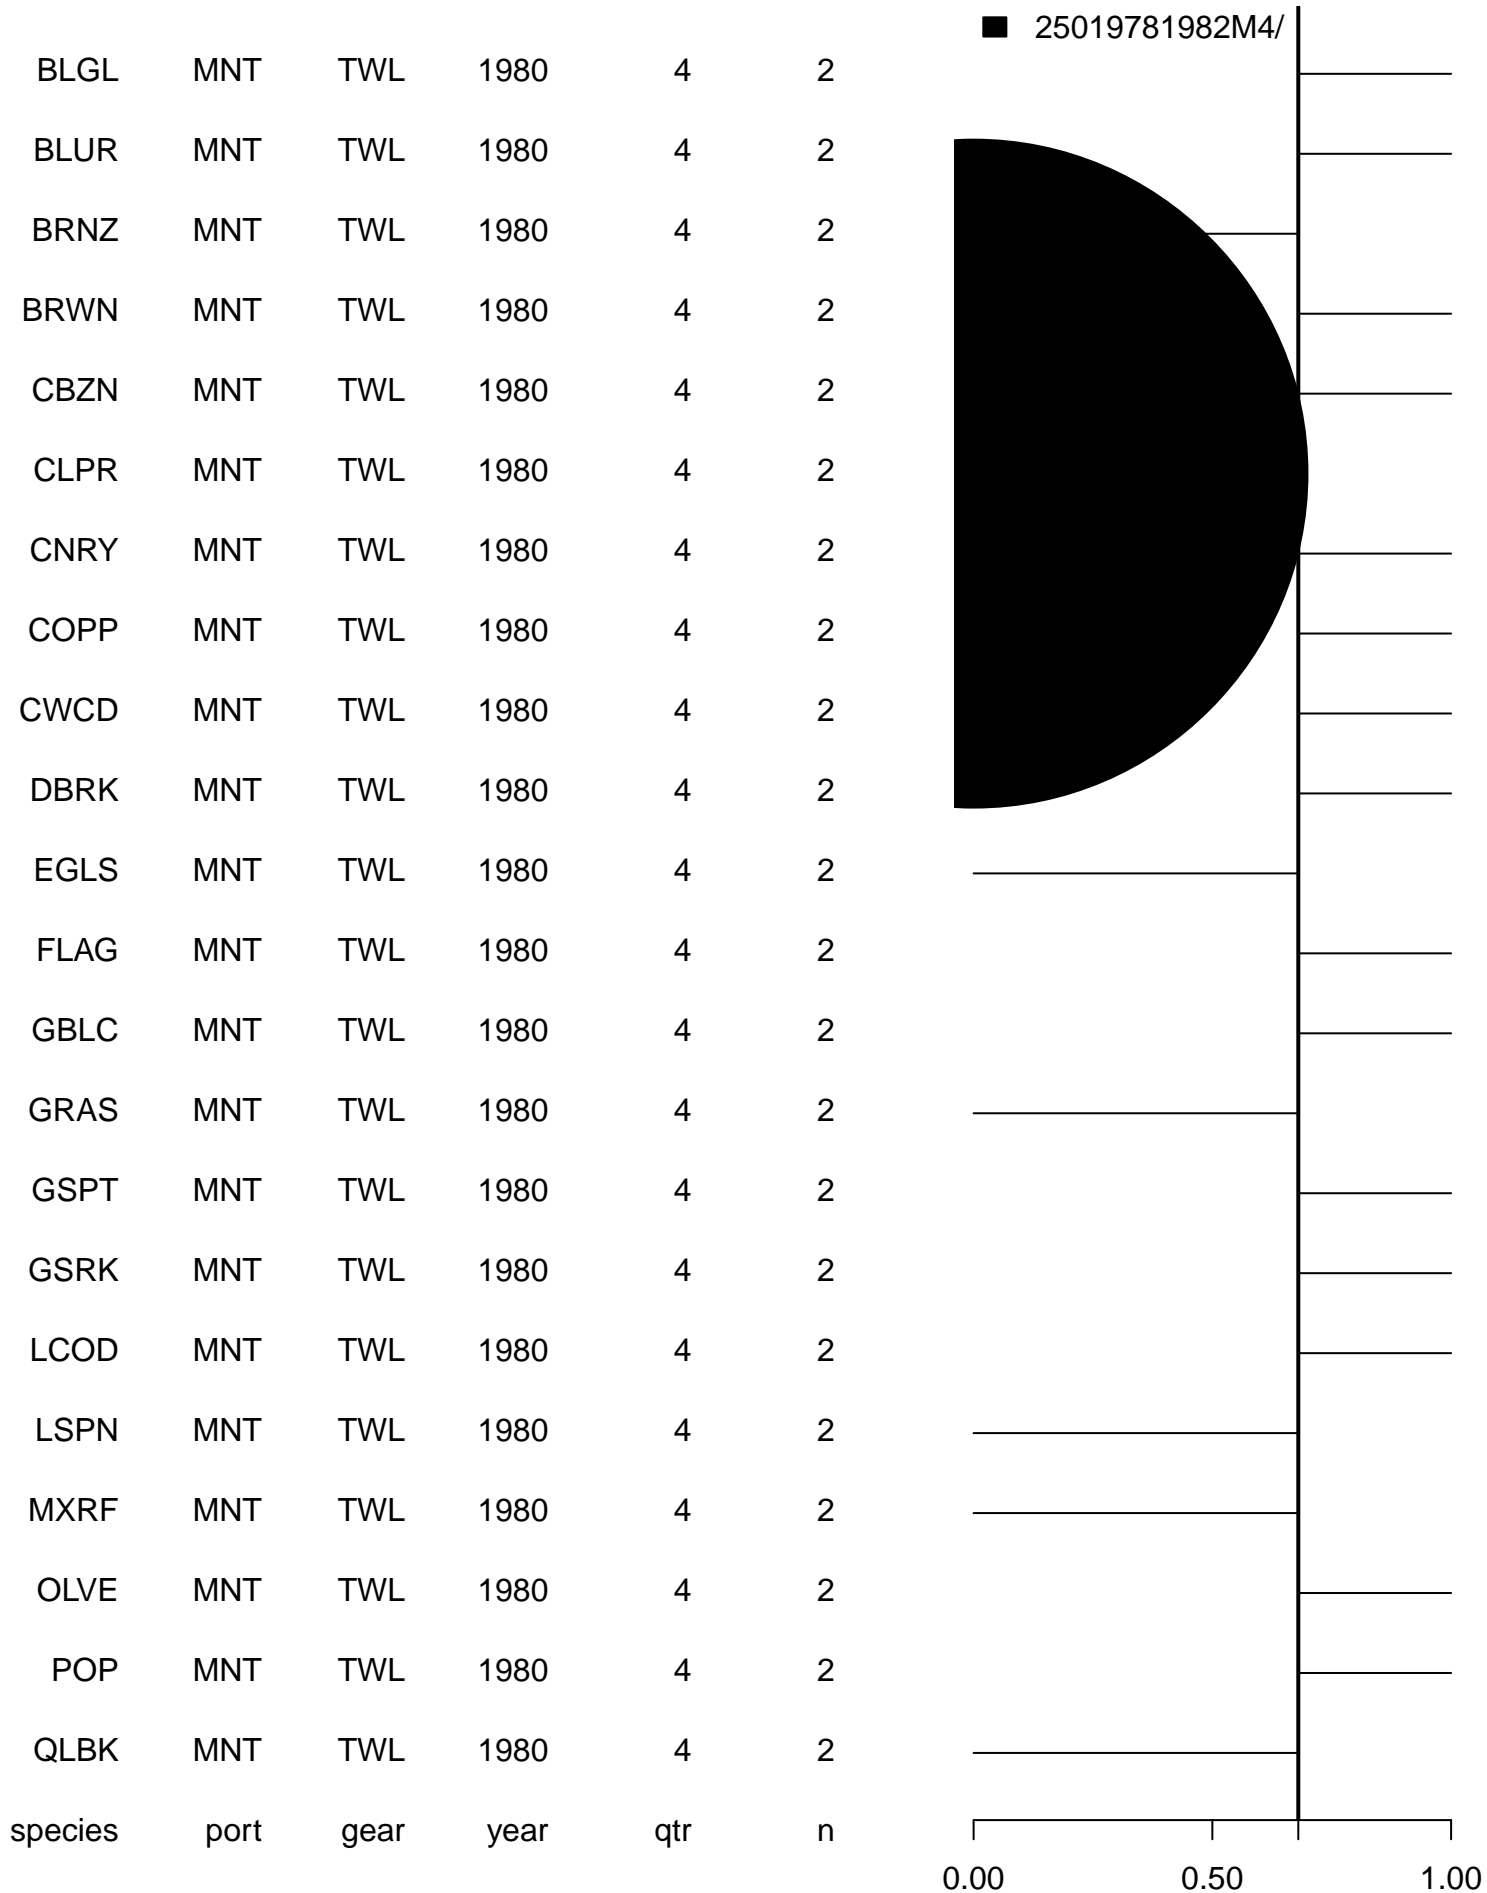 25019781982M4/
BLGL MNT TWL 1980 4 2
BLUR MNT TWL 1980 4 2
BRNZ MNT TWL 1980 4 2
BRWN MNT TWL 1980 4 2
CBZN MNT TWL 1980 4 2
CLPR MNT TWL 1980 4 2
CNRY MNT TWL 1980 4 2
COPP MNT TWL 1980 4 2
CWCD MNT TWL 1980 4 2
DBRK MNT TWL 1980 4 2
EGLS MNT TWL 1980 4 2
FLAG MNT TWL 1980 4 2
GBLC MNT TWL 1980 4 2
GRAS MNT TWL 1980 4 2
GSPT MNT TWL 1980 4 2
GSRK MNT TWL 1980 4 2
LCOD MNT TWL 1980 4 2
LSPN MNT TWL 1980 4 2
MXRF MNT TWL 1980 4 2
OLVE MNT TWL 1980 4 2
POP MNT TWL 1980 4 2
QLBK MNT TWL 1980 4 2
species port gear year qtr n
0.00 0.50 1.00